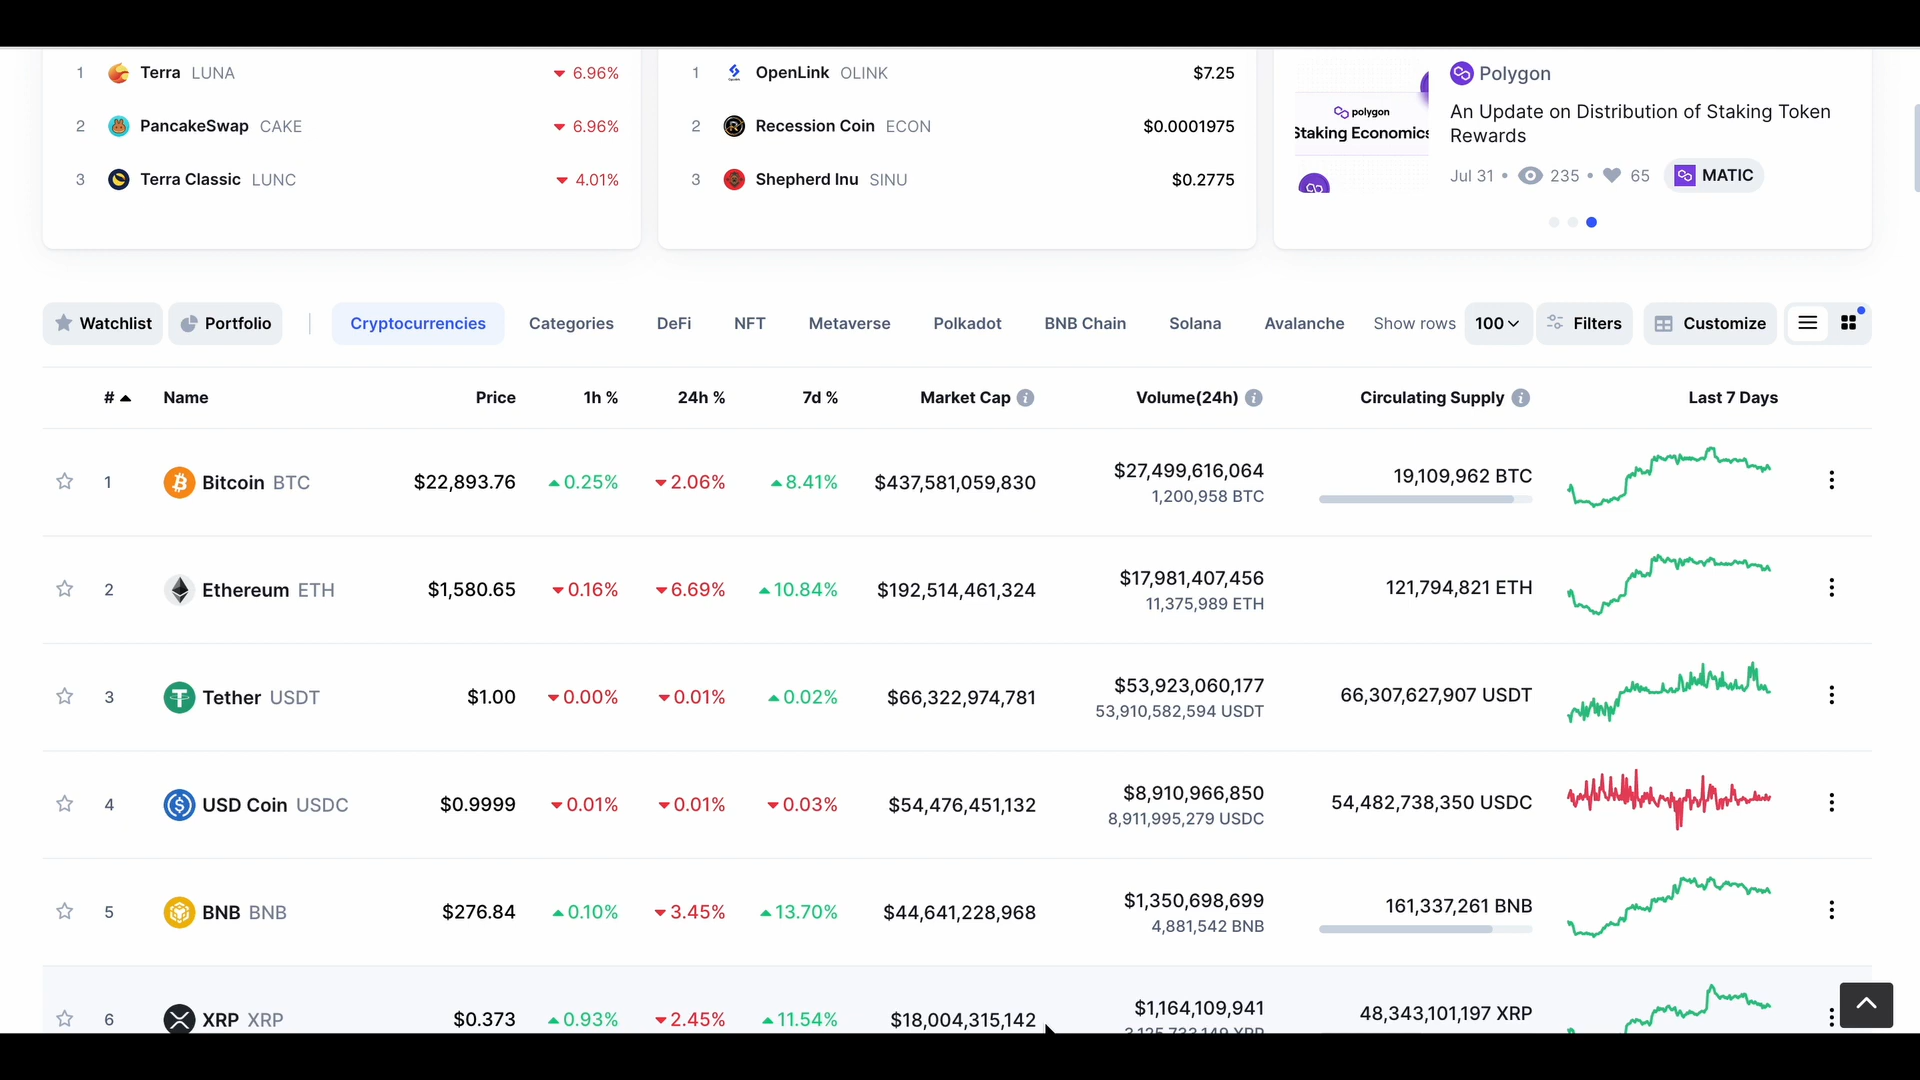 1 Terra LUNA 6.96%
2 PancakeSwap CAKE 6.96%
3 Terra Classic LUNC 4.01%
1 OpenLink OLINK $7.25
2 Recession Coin ECON $0.0001975
3 Shepherd Inu SINU $0.2775
polygon
Staking Economics
Polygon
An Update on Distribution of Staking Token
Rewards
Jul 31 • 235 • 65 MATIC
Watchlist Portfolio Cryptocurrencies Categories DeFi NFT Metaverse Polkadot BNB Chain Solana Avalanche Show rows 100 Filters Customize
# Name Price 1h % 24h % 7d % Market Cap Volume(24h) Circulating Supply Last 7 Days
1 Bitcoin BTC $22,893.76 0.25% 2.06% 8.41% $437,581,059,830 $27,499,616,064 19,109,962 BTC
1,200,958 BTC
2 Ethereum ETH $1,580.65 0.16% 6.69% 10.84% $192,514,461,324 $17,981,407,456 121,794,821 ETH
11,375,989 ETH
3 Tether USDT $1.00 0.00% 0.01% 0.02% $66,322,974,781 $53,923,060,177 66,307,627,907 USDT
53,910,582,594 USDT
4 USD Coin USDC $0.9999 0.01% 0.01% 0.03% $54,476,451,132 $8,910,966,850 54,482,738,350 USDC
8,911,995,279 USDC
5 BNB BNB $276.84 0.10% 3.45% 13.70% $44,641,228,968 $1,350,698,699 161,337,261 BNB
4,881,542 BNB
6 XRP XRP $0.373 0.93% 2.45% 11.54% $18,004,315,142 $1,164,109,941 48,343,101,197 XRP